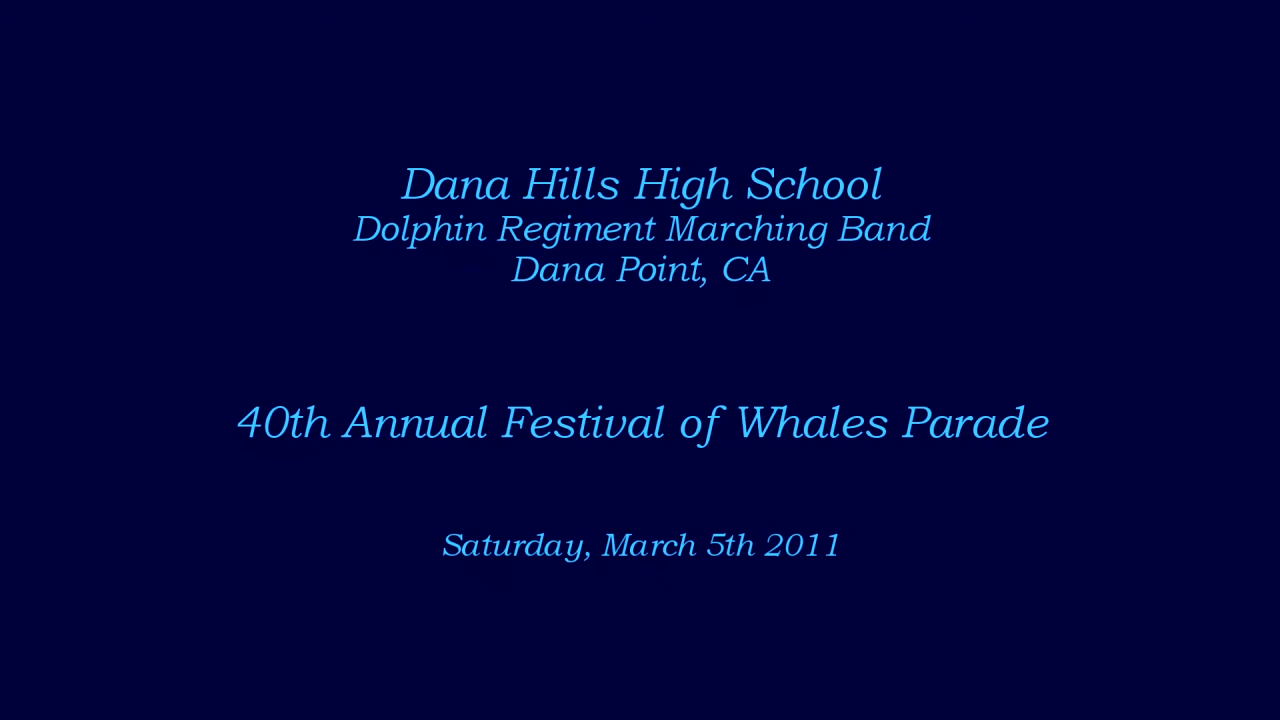 Dana Hills High School
Dolphin Regiment Marching Band
Dana Point, CA
40th Annual Festival of Whales Parade
Saturday, March 5th 2011